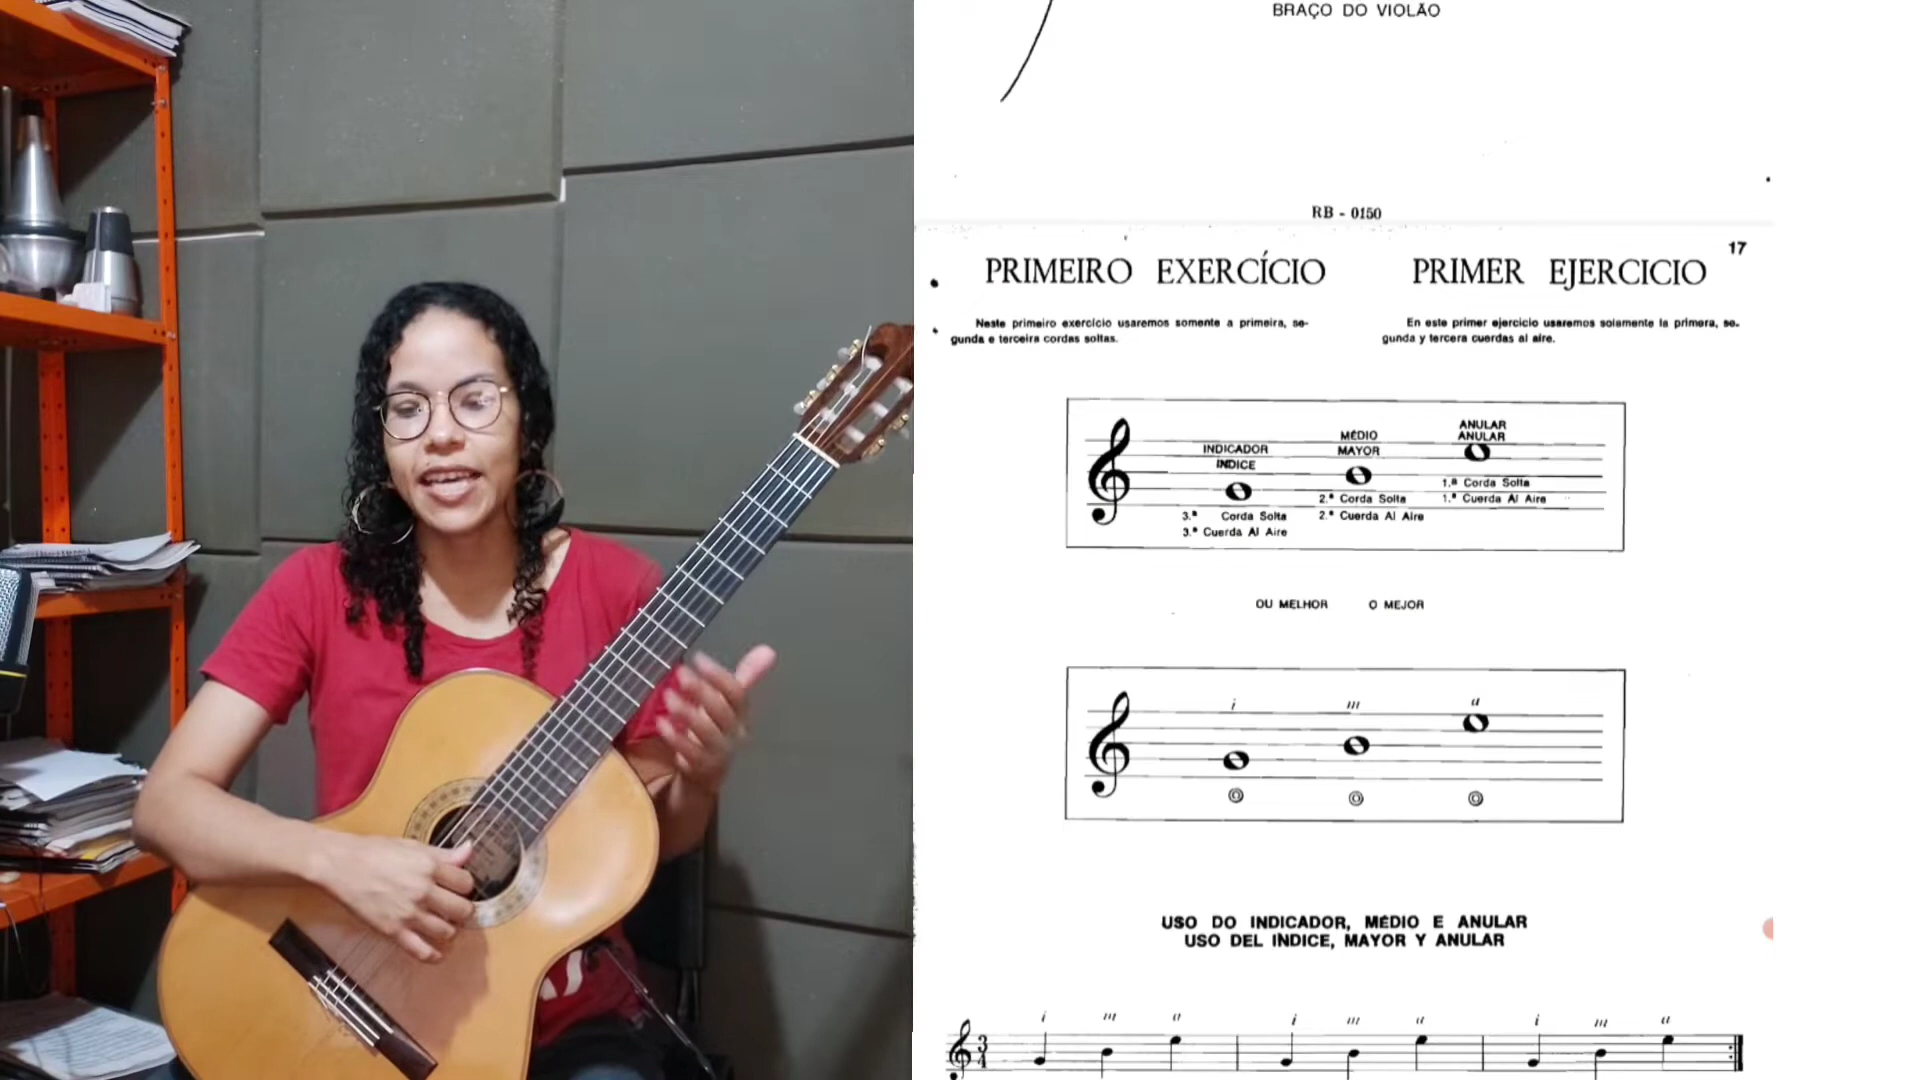 BRAÇO DO VIOLÃO
RB - 0150
17
PRIMEIRO EXERCÍCIO
PRIMER EJERCICIO
Neste primeiro exercício usaremos somente a primeira, se-
gunda e terceira cordas soltas.
En este primer ejercicio usaremos solamente la primera, se-
gunda y tercera cuerdas al aire.
INDICADOR
INDICE
3.ª Corda Solta
3.ª Cuerda Al Aire
MÉDIO
MAYOR
2.ª Corda Solta
2.ª Cuerda Al Aire
ANULAR
ANULAR
1.ª Corda Solta
1.ª Cuerda Al Aire
OU MELHOR O MEJOR
i m a
USO DO INDICADOR, MÉDIO E ANULAR
USO DEL INDICE, MAYOR Y ANULAR
i m a i m a i m a
3
4